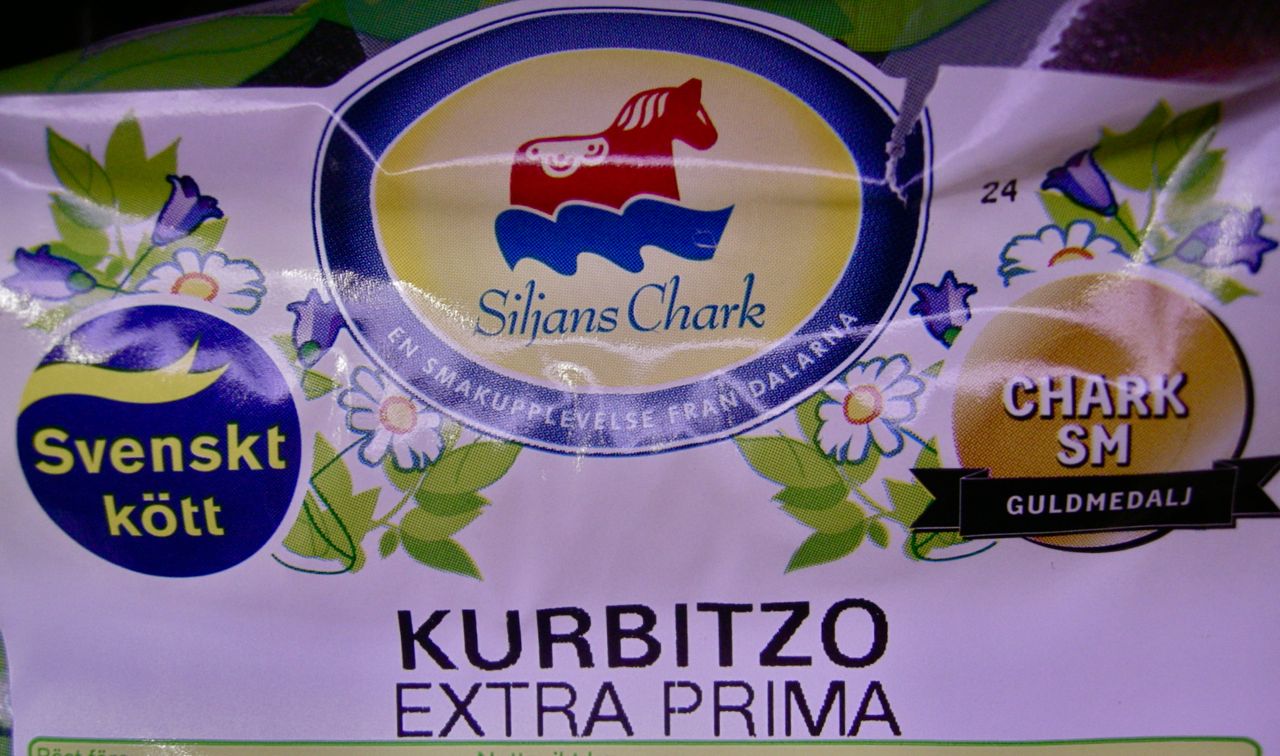 24
Siljans Chark
EN SMAKUPPLEVELSE FRÅN DALARNA
Svenskt
kött
CHARK
SM
GULDMEDALJ
KURBITZO
EXTRA PRIMA